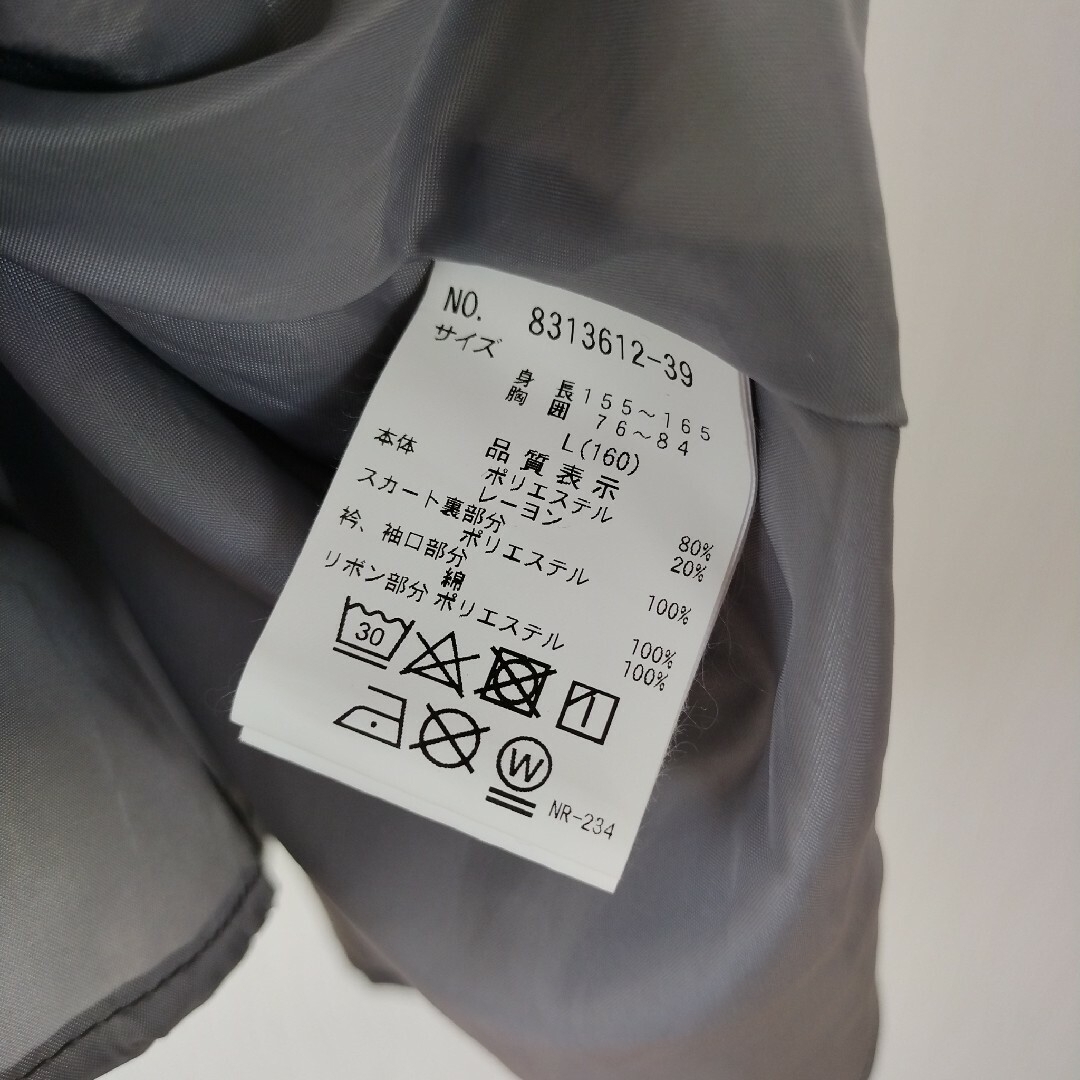 NO. 8313612-39
サイズ
身長 155～165
胸囲 76～84
L(160)
品質表示
本体 ポリエステル 80%
レーヨン 20%
スカート裏部分
ポリエステル 100%
衿、袖口部分
綿 100%
リボン部分 ポリエステル 100%
30
W
NR-234